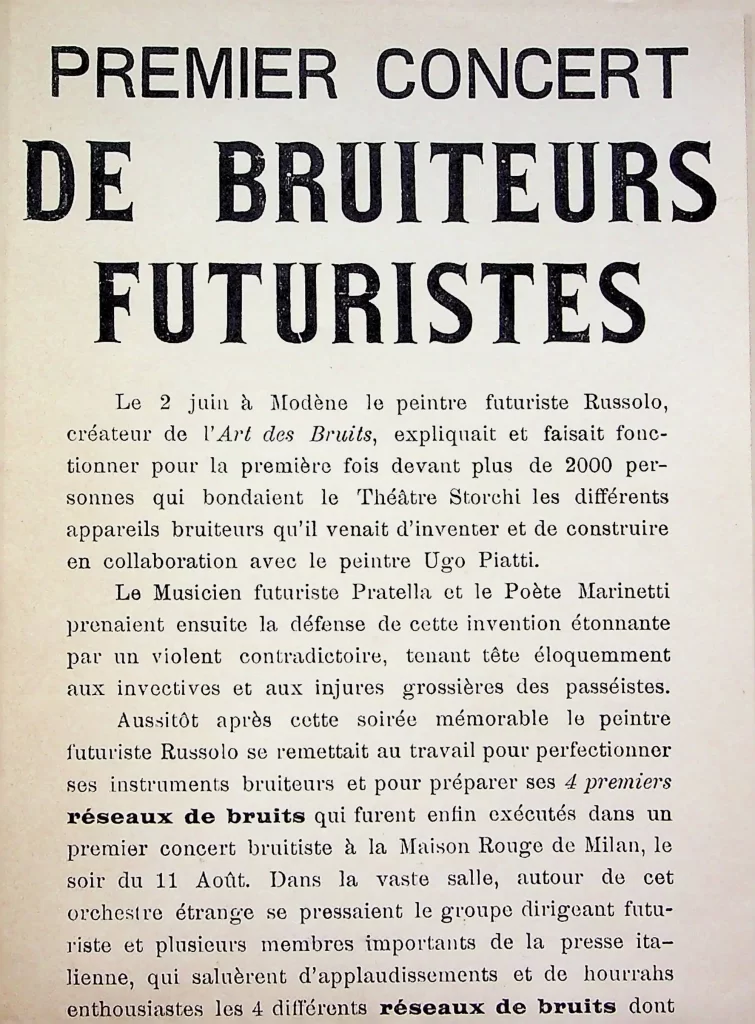 PREMIER CONCERT
DE BRUITEURS
FUTURISTES
Le 2 juin à Modène le peintre futuriste Russolo,
créateur de l'Art des Bruits, expliquait et faisait fonc-
tionner pour la première fois devant plus de 2000 per-
sonnes qui bondaient le Théâtre Storchi les différents
appareils bruiteurs qu'il venait d'inventer et de construire
en collaboration avec le peintre Ugo Piatti.
Le Musicien futuriste Pratella et le Poète Marinetti
prenaient ensuite la défense de cette invention étonnante
par un violent contradictoire, tenant tête éloquemment
aux invectives et aux injures grossières des passéistes.
Aussitôt après cette soirée mémorable le peintre
futuriste Russolo se remettait au travail pour perfectionner
ses instruments bruiteurs et pour préparer ses 4 premiers
réseaux de bruits qui furent enfin exécutés dans un
premier concert bruitiste à la Maison Rouge de Milan, le
soir du 11 Août. Dans la vaste salle, autour de cet
orchestre étrange se pressaient le groupe dirigeant futu-
riste et plusieurs membres importants de la presse ita-
lienne, qui saluèrent d'applaudissements et de hourrahs
enthousiastes les 4 différents réseaux de bruits dont